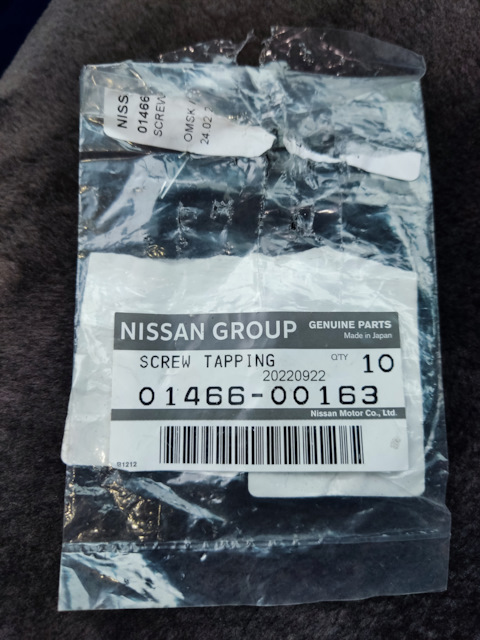 NISS
01466
SCREW
OMSK
24.02.2
NISSAN GROUP GENUINE PARTS
Made in Japan
SCREW TAPPING QTY 10
20220922
01466-00163
Nissan Motor Co., Ltd.
B1212